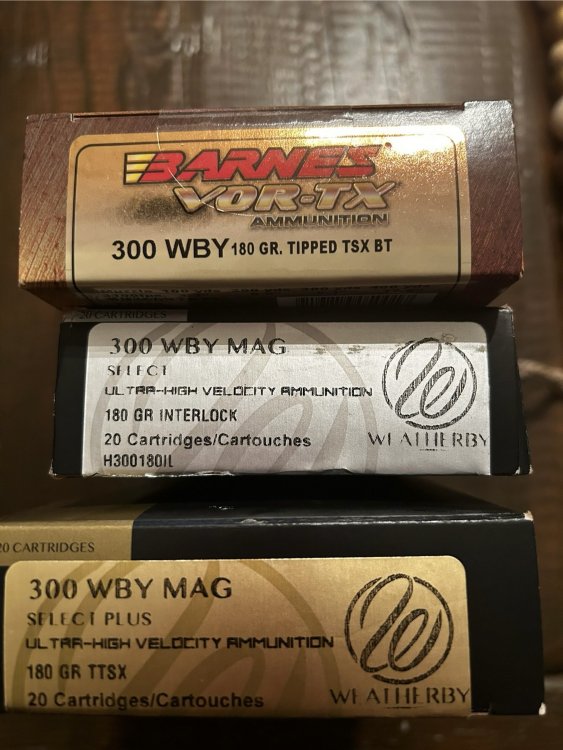 BARNES
VOR-TX
AMMUNITION
300 WBY 180 GR. TIPPED TSX BT
20 CARTRIDGES
300 WBY MAG
SELECT
ULTRA-HIGH VELOCITY AMMUNITION
180 GR INTERLOCK
20 Cartridges/Cartouches
H300180IL
WEATHERBY
20 CARTRIDGES
300 WBY MAG
SELECT PLUS
ULTRA-HIGH VELOCITY AMMUNITION
180 GR TTSX
20 Cartridges/Cartouches
WEATHERBY